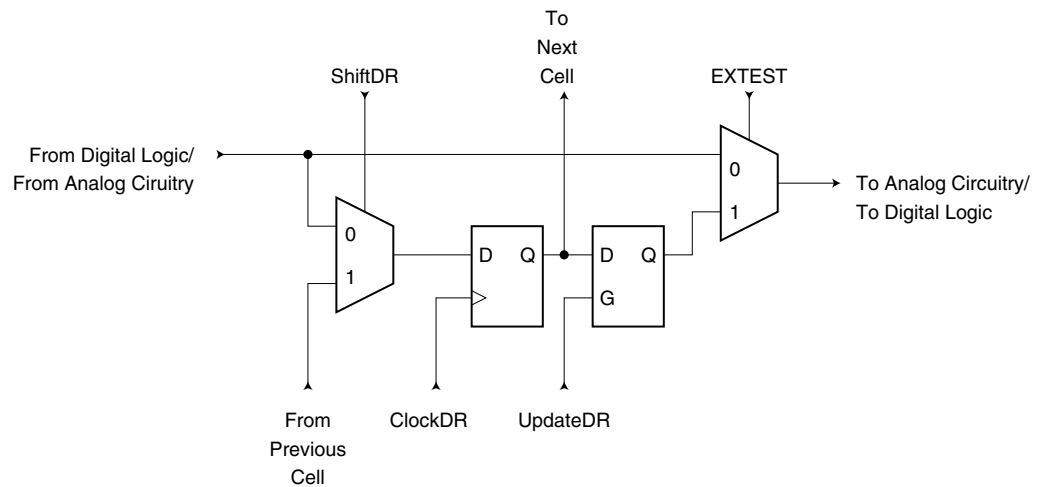 To
Next
Cell
ShiftDR
EXTEST
From Digital Logic/
From Analog Ciruitry
0
1
To Analog Circuitry/
To Digital Logic
0
1
D Q
D Q
G
From
Previous
Cell
ClockDR
UpdateDR